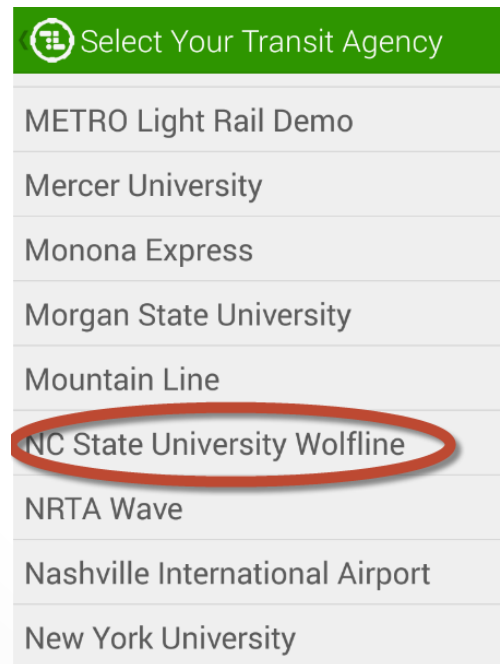 Select Your Transit Agency
METRO Light Rail Demo
Mercer University
Monona Express
Morgan State University
Mountain Line
NC State University Wolfline
NRTA Wave
Nashville International Airport
New York University